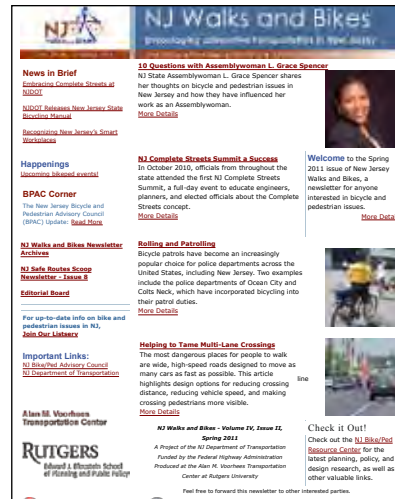 NJ Walks and Bikes
News in Brief
Embracing Complete Streets at
NJDOT
NJDOT Releases New Jersey State
Bicycling Manual
Recognizing New Jersey's Smart
Workplaces
Happenings
Upcoming bikeped events!
BPAC Corner
The New Jersey Bicycle and
Pedestrian Advisory Council
(BPAC) Update: Read More
NJ Walks and Bikes Newsletter
Archives
NJ Safe Routes Scoop
Newsletter - Issue 8
Editorial Board
For up-to-date info on bike and
pedestrian issues in NJ,
Join Our Listserv
Important Links:
NJ Bike/Ped Advisory Council
NJ Department of Transportation
Alan M. Voorhees
Transportation Center
RUTGERS
Edward J. Bloustein School
of Planning and Public Policy
10 Questions with Assemblywoman L. Grace Spencer
NJ State Assemblywoman L. Grace Spencer shares
her thoughts on bicycle and pedestrian issues in
New Jersey and how they have influenced her
work as an Assemblywoman.
More Details
NJ Complete Streets Summit a Success
In October 2010, officials from throughout the
state attended the first NJ Complete Streets
Summit, a full-day event to educate engineers,
planners, and elected officials about the Complete
Streets concept.
More Details
Rolling and Patrolling
Bicycle patrols have become an increasingly
popular choice for police departments across the
United States, including New Jersey. Two examples
include the police departments of Ocean City and
Colts Neck, which have incorporated bicycling into
their patrol duties.
More Details
Helping to Tame Multi-Lane Crossings
The most dangerous places for people to walk
are wide, high-speed roads designed to move as
many cars as fast as possible. This article
highlights design options for reducing crossing
distance, reducing vehicle speed, and making
crossing pedestrians more visible.
More Details
line
Welcome to the Spring
2011 issue of New Jersey
Walks and Bikes, a
newsletter for anyone
interested in bicycle and
pedestrian issues.
More Deta
NJ Walks and Bikes - Volume IV, Issue II,
Spring 2011
A Project of the NJ Department of Transportation
Funded by the Federal Highway Administration
Produced at the Alan M. Voorhees Transportation
Center at Rutgers University
Check it Out!
Check out the NJ Bike/Ped
Resource Center for the
latest planning, policy, and
design research, as well as
other valuable links.
Feel free to forward this newsletter to other interested parties.